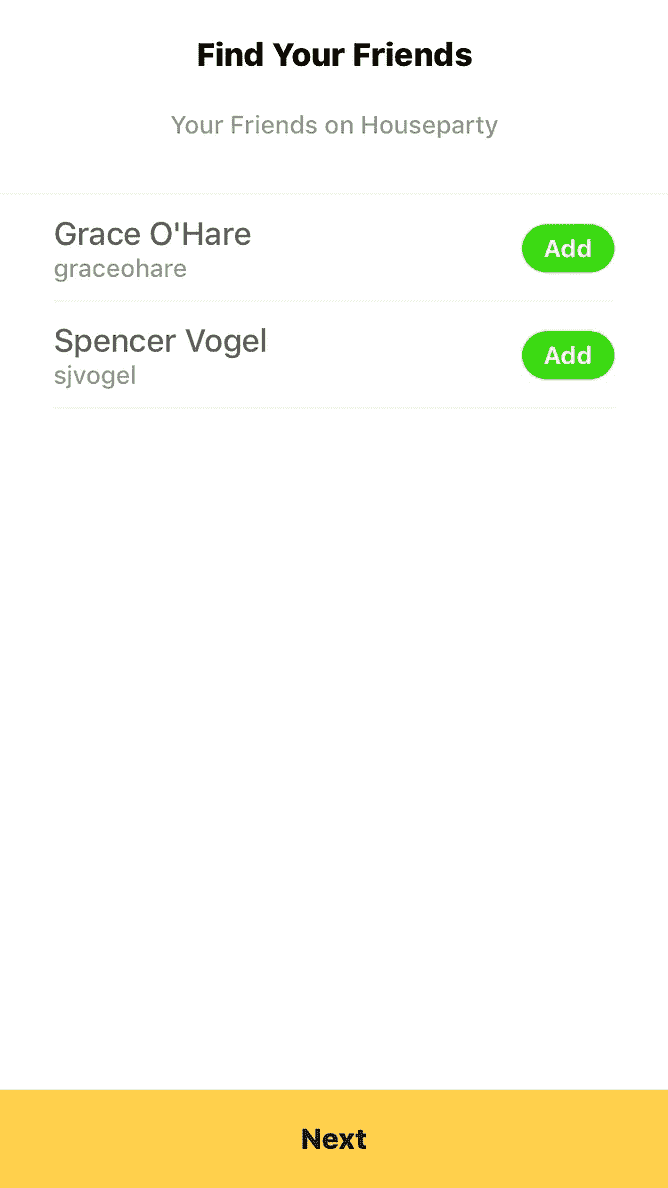 Find Your Friends
Your Friends on Houseparty
Grace O'Hare
graceohare
Add
Spencer Vogel
sjvogel
Add
Next